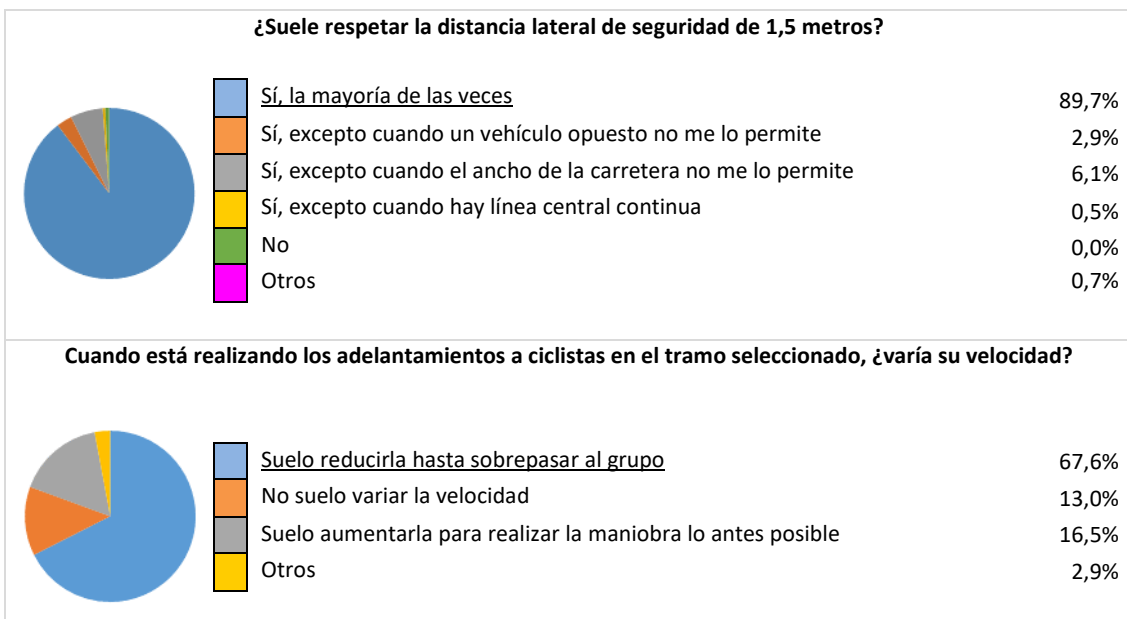 ¿Suele respetar la distancia lateral de seguridad de 1,5 metros?
Sí, la mayoría de las veces 89,7%
Sí, excepto cuando un vehículo opuesto no me lo permite 2,9%
Sí, excepto cuando el ancho de la carretera no me lo permite 6,1%
Sí, excepto cuando hay línea central continua 0,5%
No 0,0%
Otros 0,7%
Cuando está realizando los adelantamientos a ciclistas en el tramo seleccionado, ¿varía su velocidad?
Suelo reducirla hasta sobrepasar al grupo 67,6%
No suelo variar la velocidad 13,0%
Suelo aumentarla para realizar la maniobra lo antes posible 16,5%
Otros 2,9%